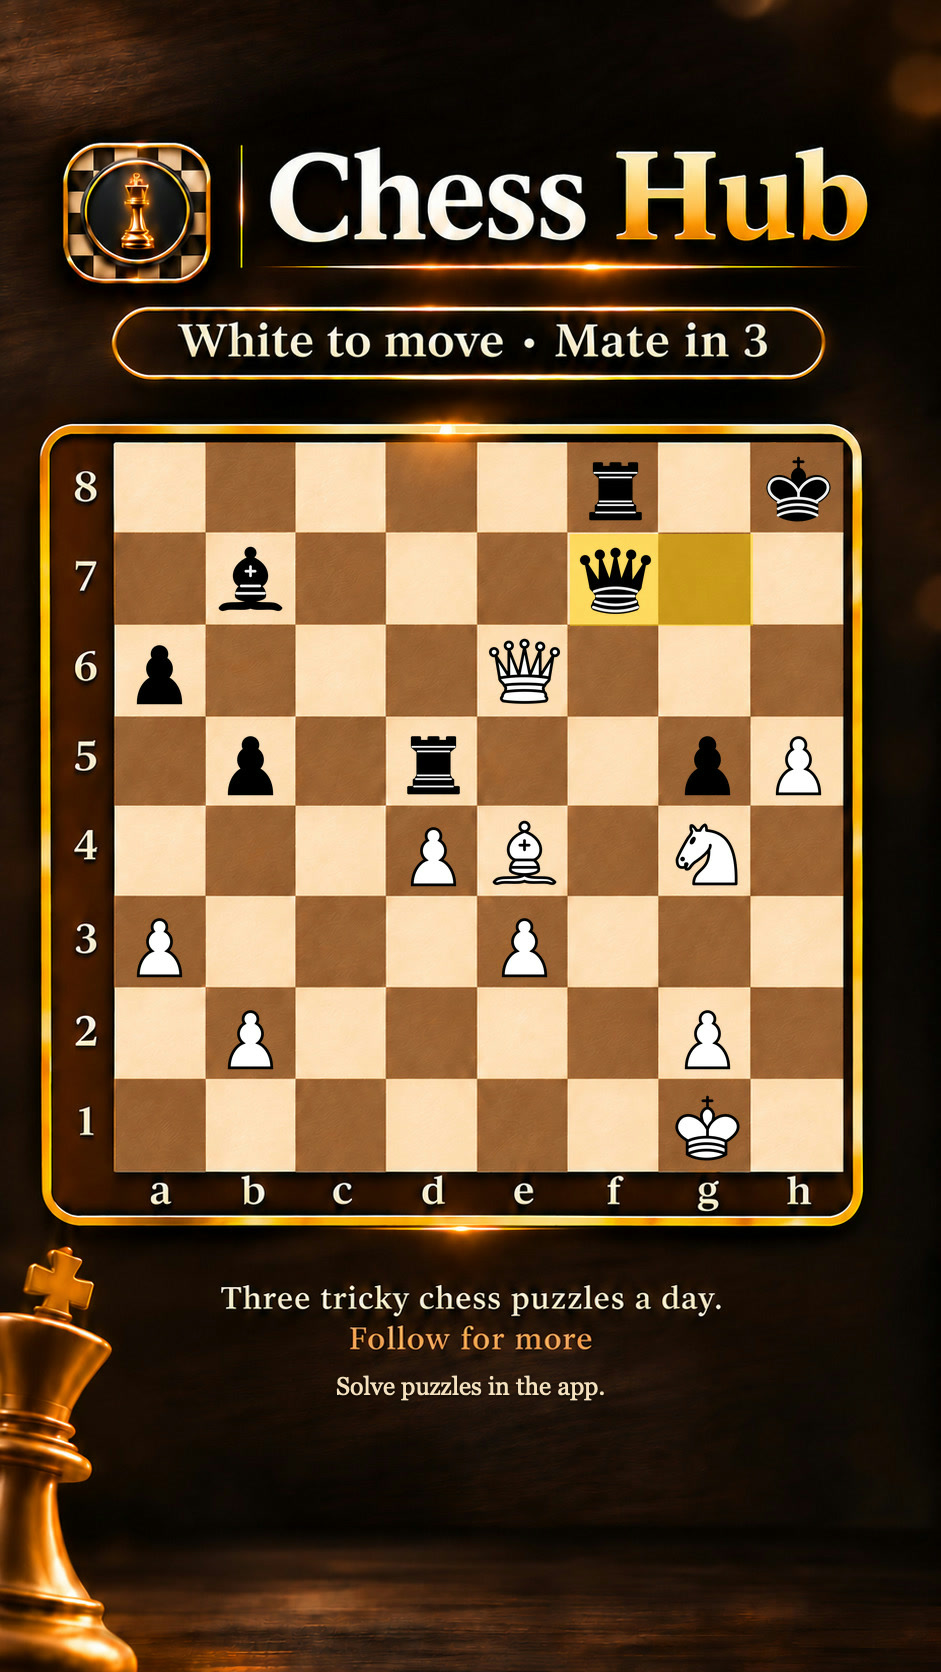 Chess Hub
White to move • Mate in 3
8
7
6
5
4
3
2
1
a b c d e f g h
Three tricky chess puzzles a day.
Follow for more
Solve puzzles in the app.